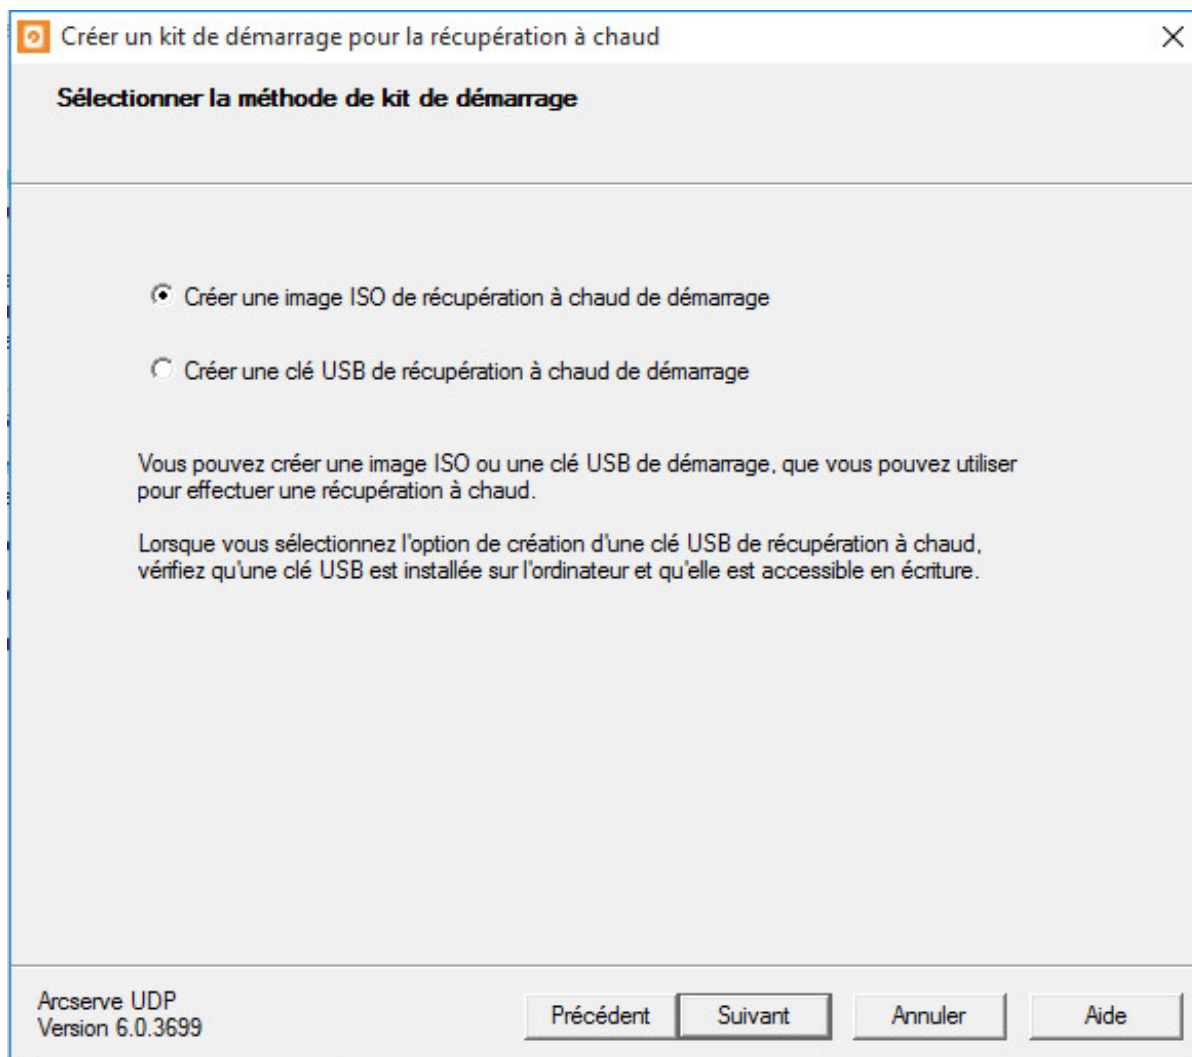 Créer un kit de démarrage pour la récupération à chaud
Sélectionner la méthode de kit de démarrage
Créer une image ISO de récupération à chaud de démarrage
Créer une clé USB de récupération à chaud de démarrage
Vous pouvez créer une image ISO ou une clé USB de démarrage, que vous pouvez utiliser
pour effectuer une récupération à chaud.
Lorsque vous sélectionnez l'option de création d'une clé USB de récupération à chaud,
vérifiez qu'une clé USB est installée sur l'ordinateur et qu'elle est accessible en écriture.
Arcserve UDP
Version 6.0.3699
Précédent Suivant Annuler Aide